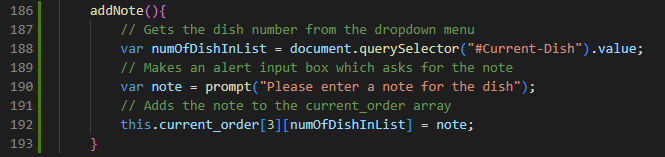 186 addNote(){
187 // Gets the dish number from the dropdown menu
188 var numOfDishInList = document.querySelector("#Current-Dish").value;
189 // Makes an alert input box which asks for the note
190 var note = prompt("Please enter a note for the dish");
191 // Adds the note to the current_order array
192 this.current_order[3][numOfDishInList] = note;
193 }